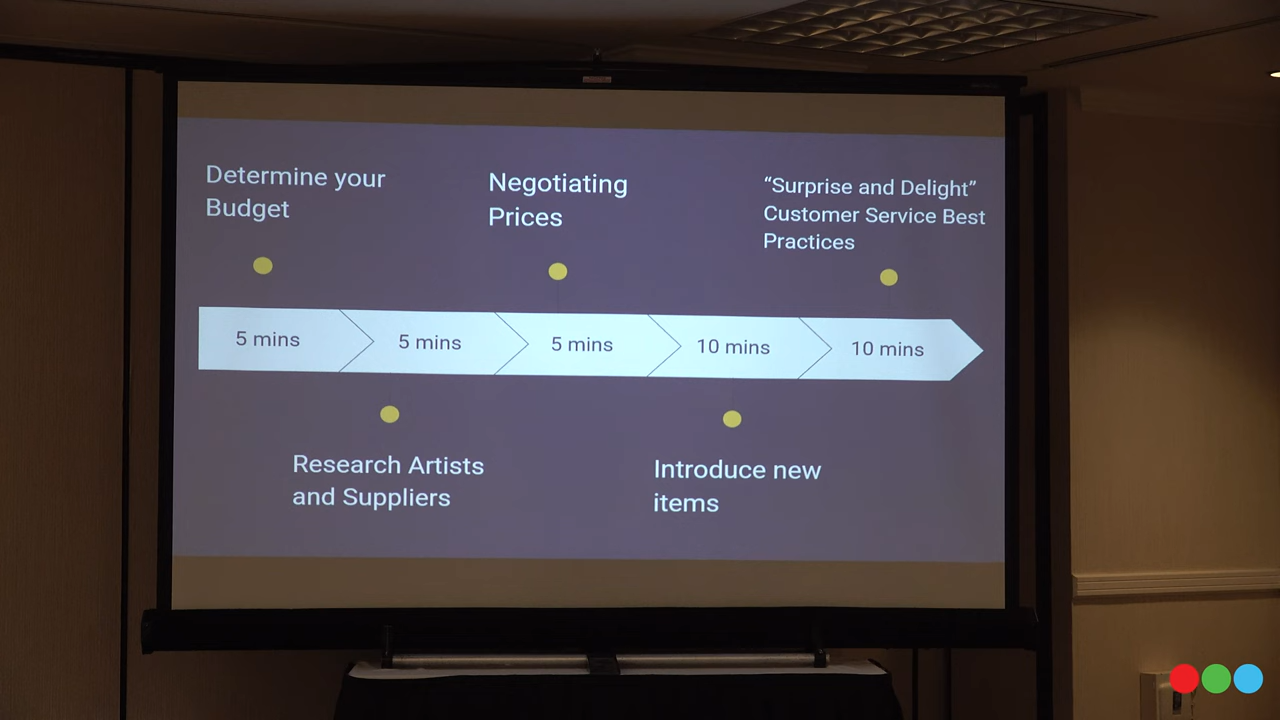 Determine your
Budget
Negotiating
Prices
“Surprise and Delight”
Customer Service Best
Practices
5 mins
5 mins
5 mins
10 mins
10 mins
Research Artists
and Suppliers
Introduce new
items